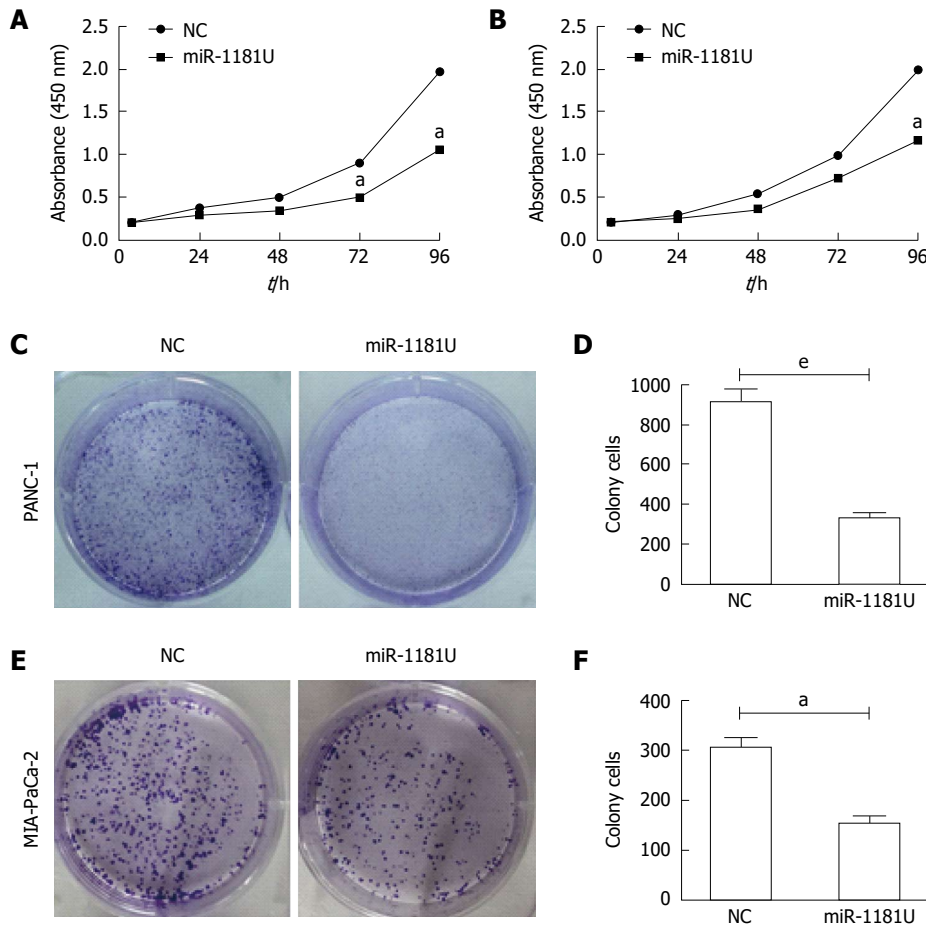 A
NC
miR-1181U
Absorbance (450 nm)
2.5
2.0
1.5
1.0
0.5
0.0
a
a
0 24 48 72 96
t/h
B
NC
miR-1181U
Absorbance (450 nm)
2.5
2.0
1.5
1.0
0.5
0.0
a
0 24 48 72 96
t/h
C
NC miR-1181U
PANC-1
D
e
Colony cells
1000
800
600
400
200
0
NC miR-1181U
E
NC miR-1181U
MIA-PaCa-2
F
a
Colony cells
400
300
200
100
0
NC miR-1181U